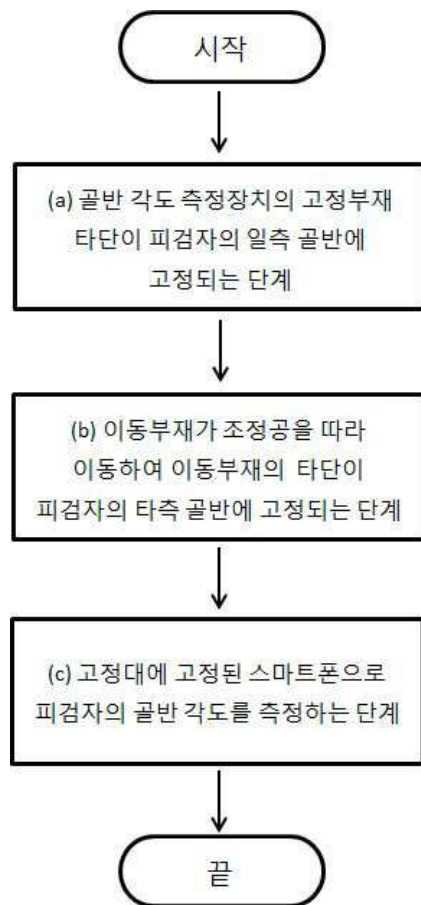 시작
(a) 골반 각도 측정장치의 고정부재
타단이 피검자의 일측 골반에
고정되는 단계
(b) 이동부재가 조정공을 따라
이동하여 이동부재의 타단이
피검자의 타측 골반에 고정되는 단계
(c) 고정대에 고정된 스마트폰으로
피검자의 골반 각도를 측정하는 단계
끝